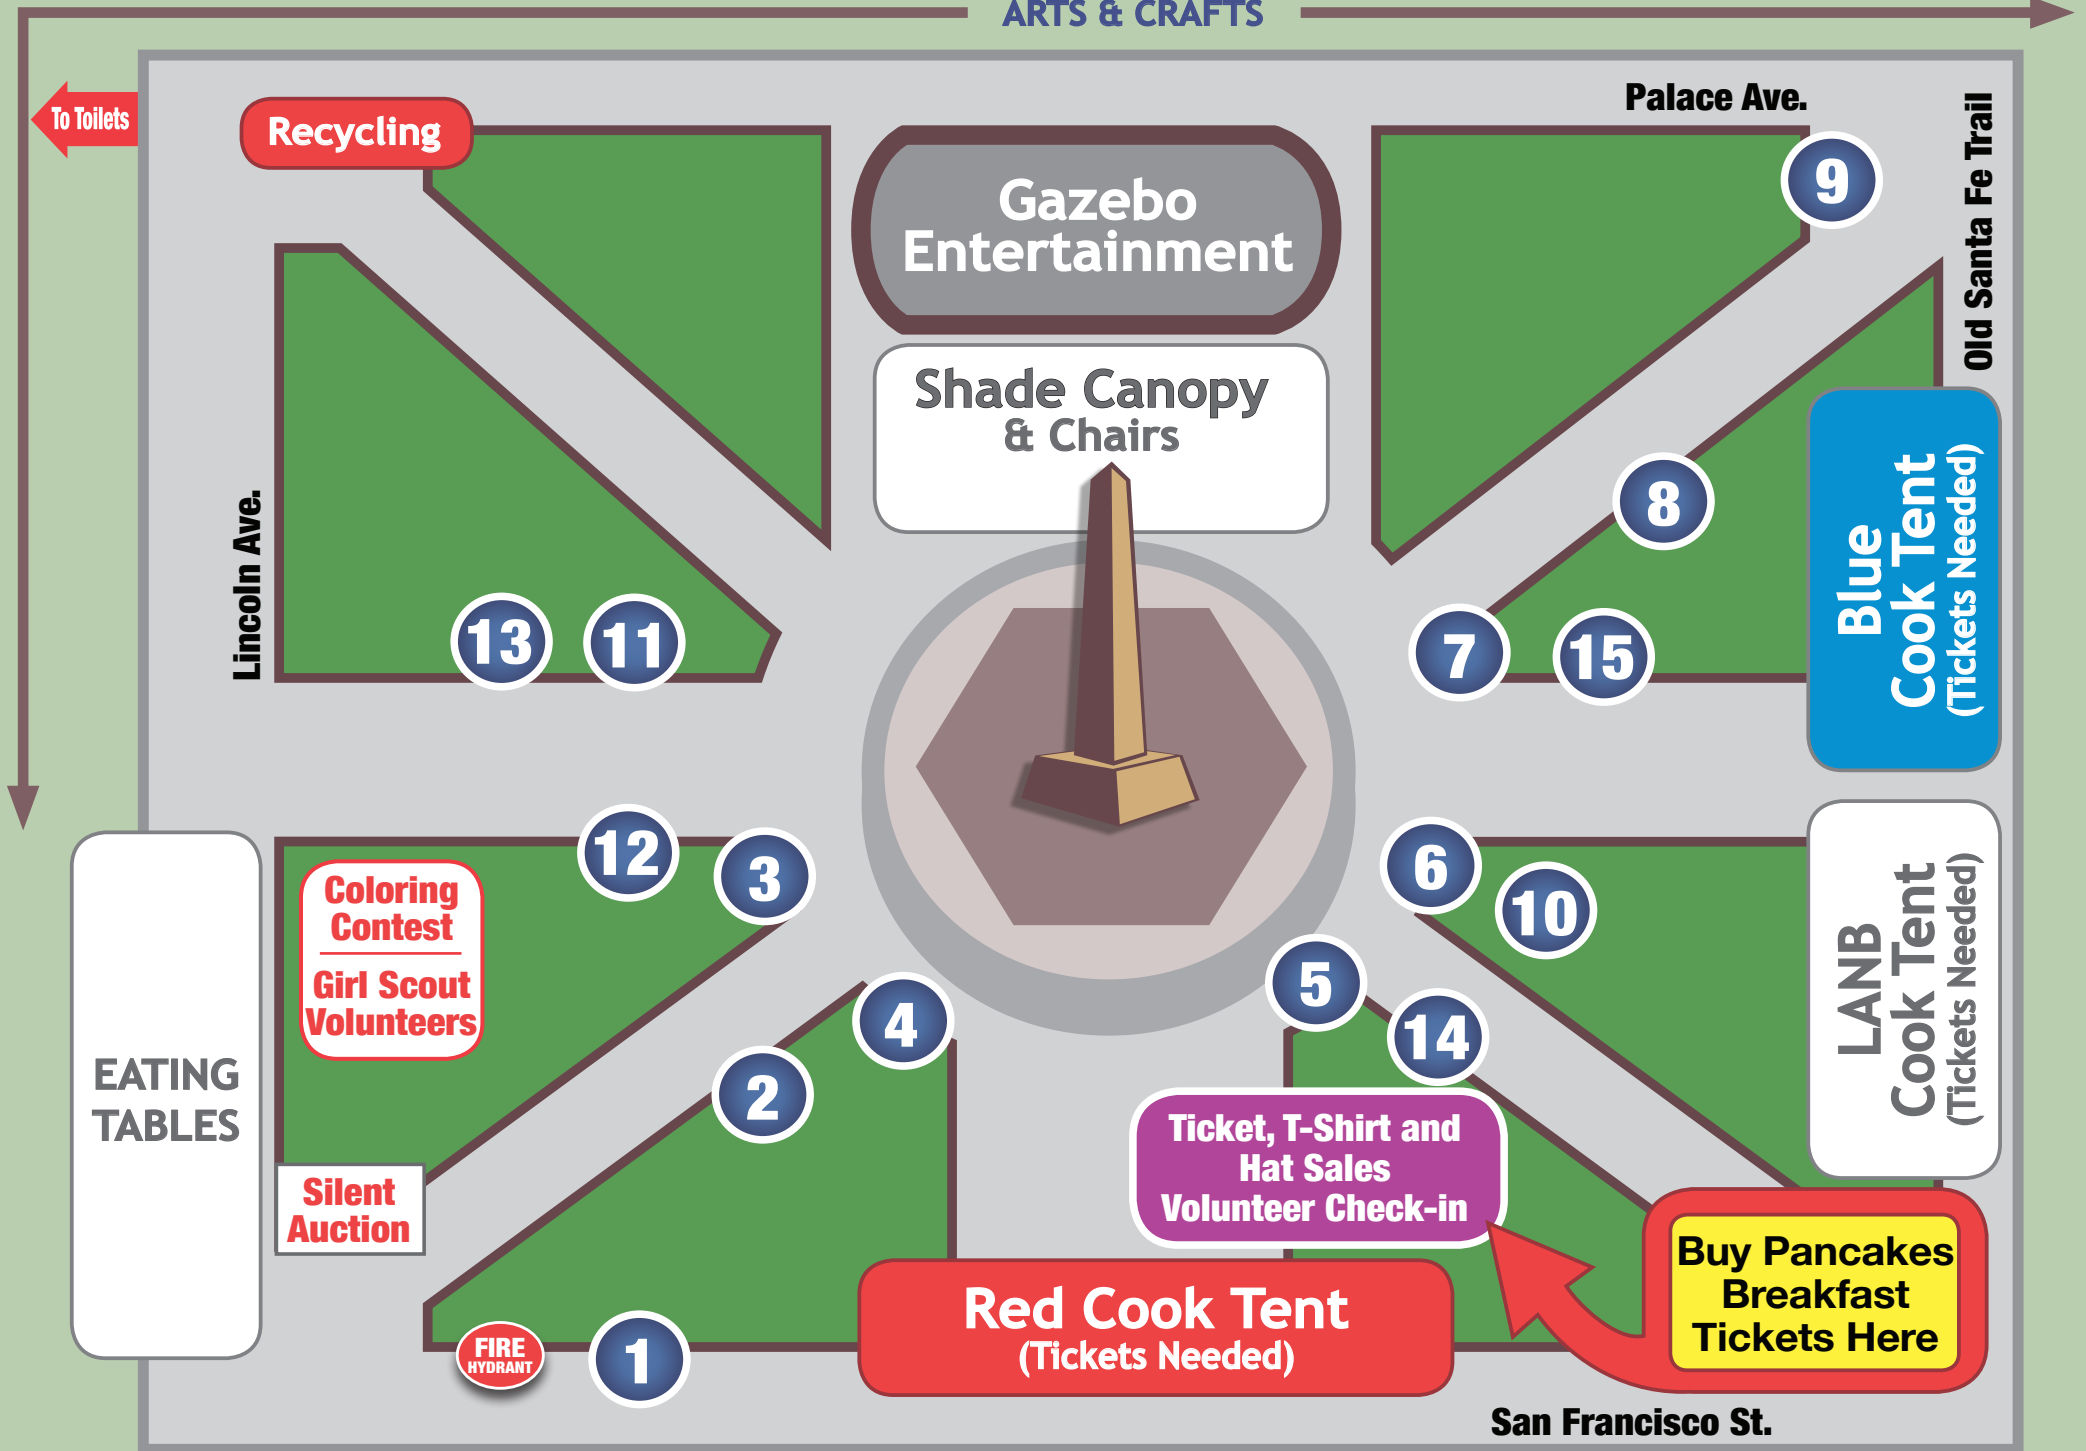 ARTS & CRAFTS
To Toilets
Recycling
Palace Ave.
Old Santa Fe Trail
9
Gazebo
Entertainment
Shade Canopy
& Chairs
Lincoln Ave.
8
Blue
Cook Tent
(Tickets Needed)
13
11
7
15
12
3
6
10
Coloring
Contest
Girl Scout
Volunteers
LANB
Cook Tent
(Tickets Needed)
5
4
14
2
EATING
TABLES
Ticket, T-Shirt and
Hat Sales
Volunteer Check-in
Silent
Auction
Buy Pancakes
Breakfast
Tickets Here
Red Cook Tent
(Tickets Needed)
FIRE
HYDRANT
1
San Francisco St.